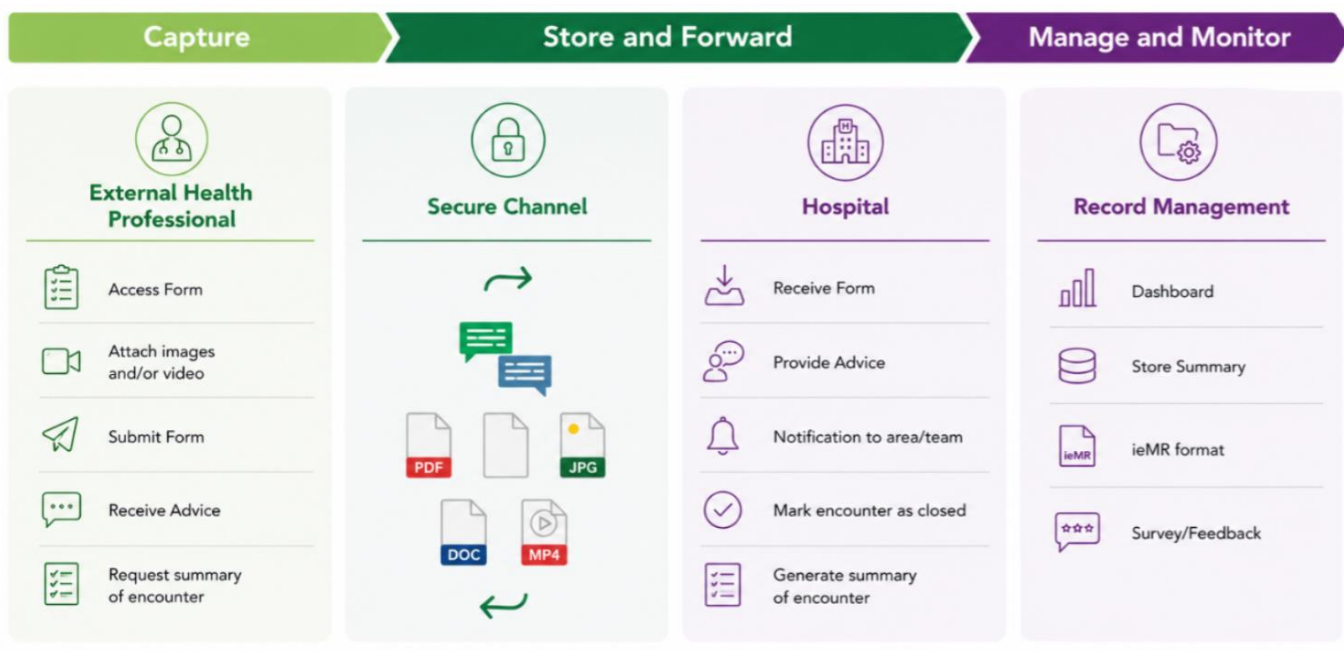 Capture
Store and Forward
Manage and Monitor
External Health
Professional
Access Form
Attach images
and/or video
Submit Form
Receive Advice
Request summary
of encounter
Secure Channel
PDF
JPG
DOC
MP4
H
Hospital
Receive Form
Provide Advice
Notification to area/team
Mark encounter as closed
Generate summary
of encounter
Record Management
Dashboard
Store Summary
ieMR
ieMR format
Survey/Feedback